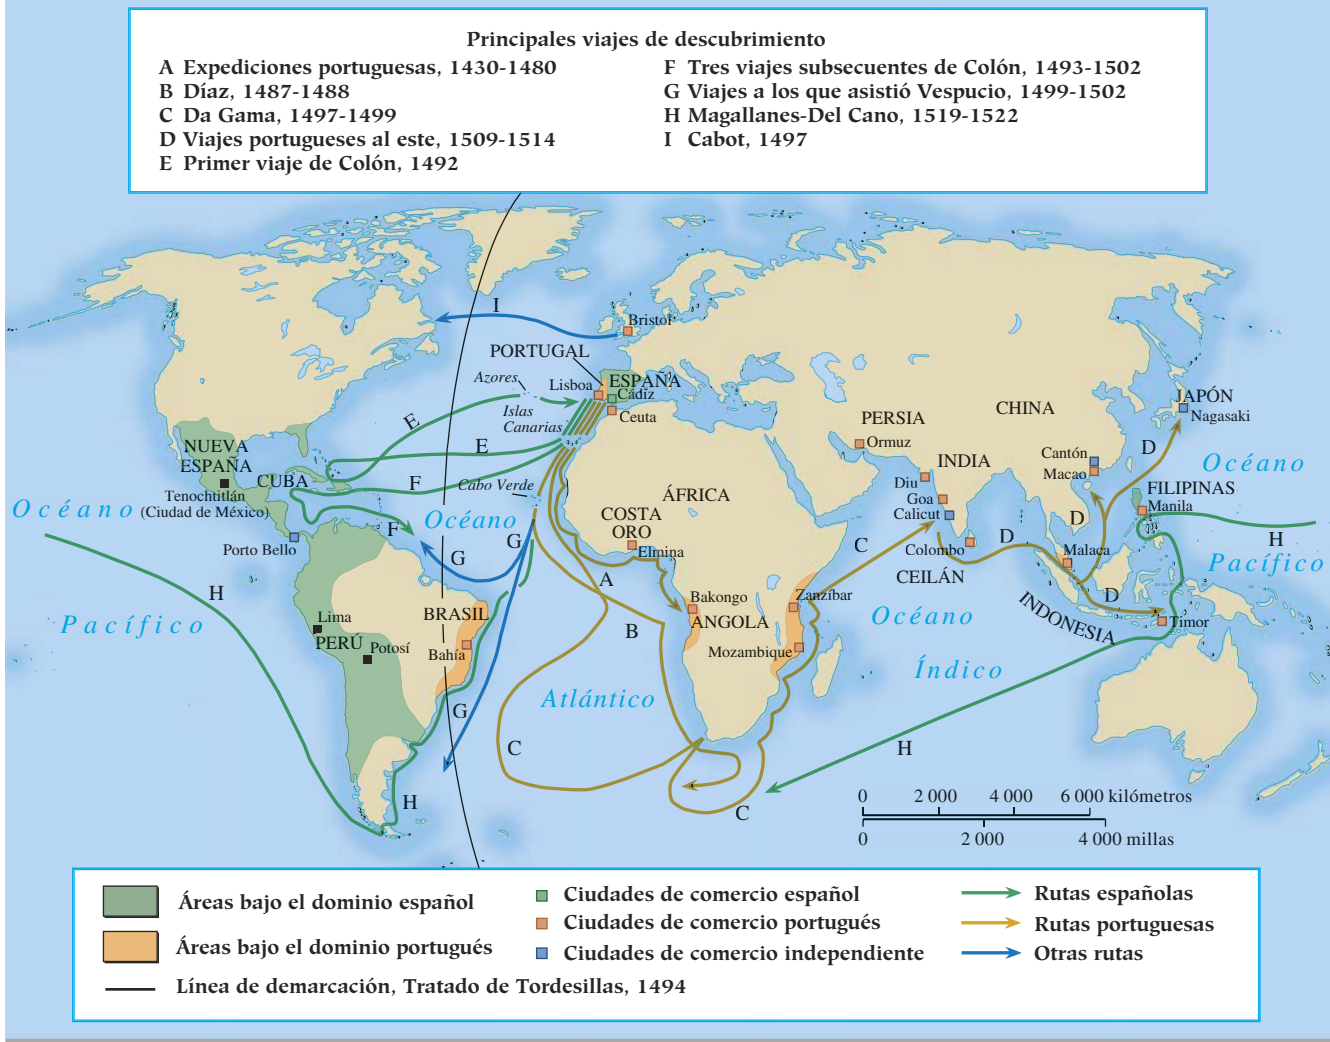 Principales viajes de descubrimiento
A Expediciones portuguesas, 1430-1480
B Díaz, 1487-1488
C Da Gama, 1497-1499
D Viajes portugueses al este, 1509-1514
E Primer viaje de Colón, 1492
F Tres viajes subsecuentes de Colón, 1493-1502
G Viajes a los que asistió Vespucio, 1499-1502
H Magallanes-Del Cano, 1519-1522
I Cabot, 1497
I
Bristol
PORTUGAL
Azores
Lisboa
ESPAÑA
Cádiz
Islas
Canarias
Ceuta
E
E
F
Cabo Verde
NUEVA
ESPAÑA
CUBA
Tenochtitlán
(Ciudad de México)
Porto Bello
Océano
Pacífico
Océano
Atlántico
F
G
G
H
Lima
PERÚ
Potosí
BRASIL
Bahía
G
H
ÁFRICA
COSTA
ORO
Elmina
A
B
C
C
Bakongo
ANGOLA
Zanzíbar
Mozambique
C
PERSIA
Ormuz
INDIA
Diu
Goa
Calicut
Colombo
CEILÁN
CHINA
Cantón
Macao
JAPÓN
Nagasaki
D
D
D
D
FILIPINAS
Manila
Malaca
INDONESIA
Timor
Océano
Pacífico
H
Océano
Índico
H
0 2 000 4 000 6 000 kilómetros
0 2 000 4 000 millas
Áreas bajo el dominio español
Áreas bajo el dominio portugués
Línea de demarcación, Tratado de Tordesillas, 1494
Ciudades de comercio español
Ciudades de comercio portugués
Ciudades de comercio independiente
Rutas españolas
Rutas portuguesas
Otras rutas